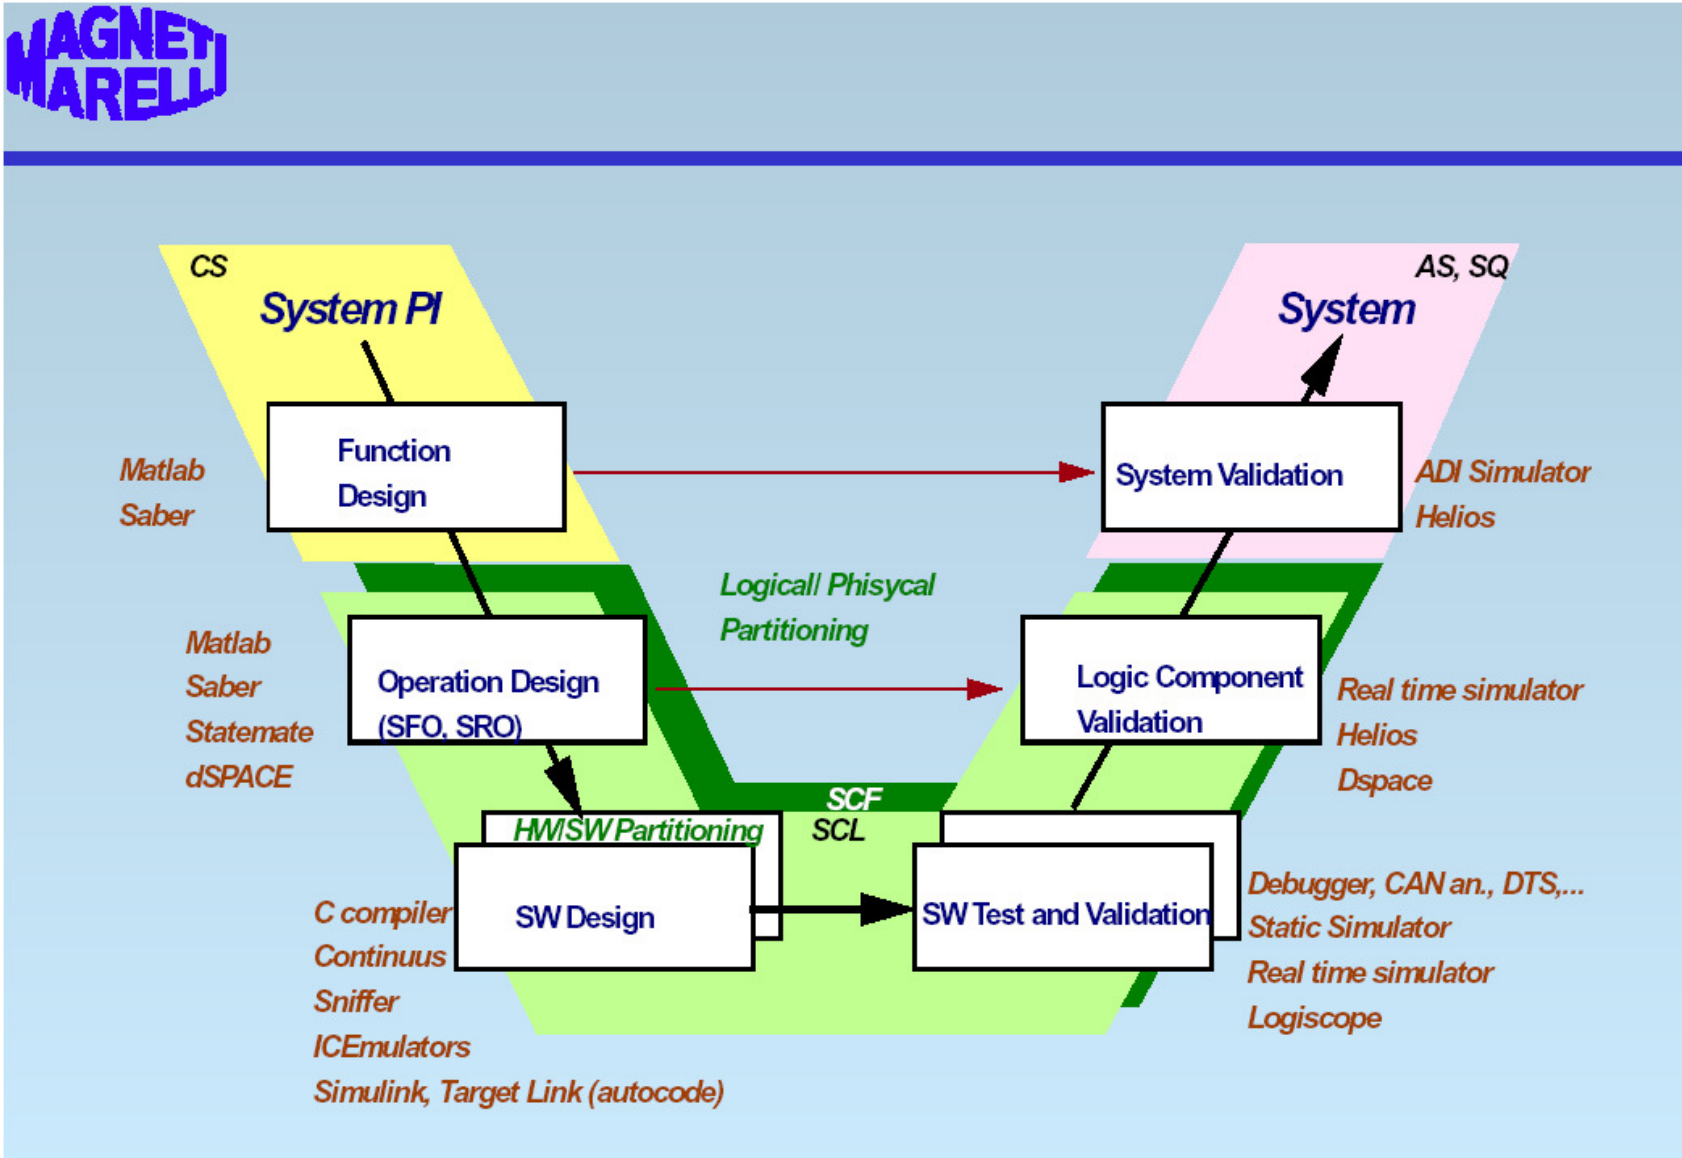 MAGNETI
MARELLI
CS
System PI
AS, SQ
System
Function
Design
System Validation
Matlab
Saber
ADI Simulator
Helios
Logical/ Phisycal
Partitioning
Matlab
Saber
Statemate
dSPACE
Operation Design
(SFO, SRO)
Logic Component
Validation
Real time simulator
Helios
Dspace
SCF
SCL
HW/SW Partitioning
SW Design
SW Test and Validation
C compiler
Continuus
Sniffer
ICEmulators
Simulink, Target Link (autocode)
Debugger, CAN an., DTS,...
Static Simulator
Real time simulator
Logiscope